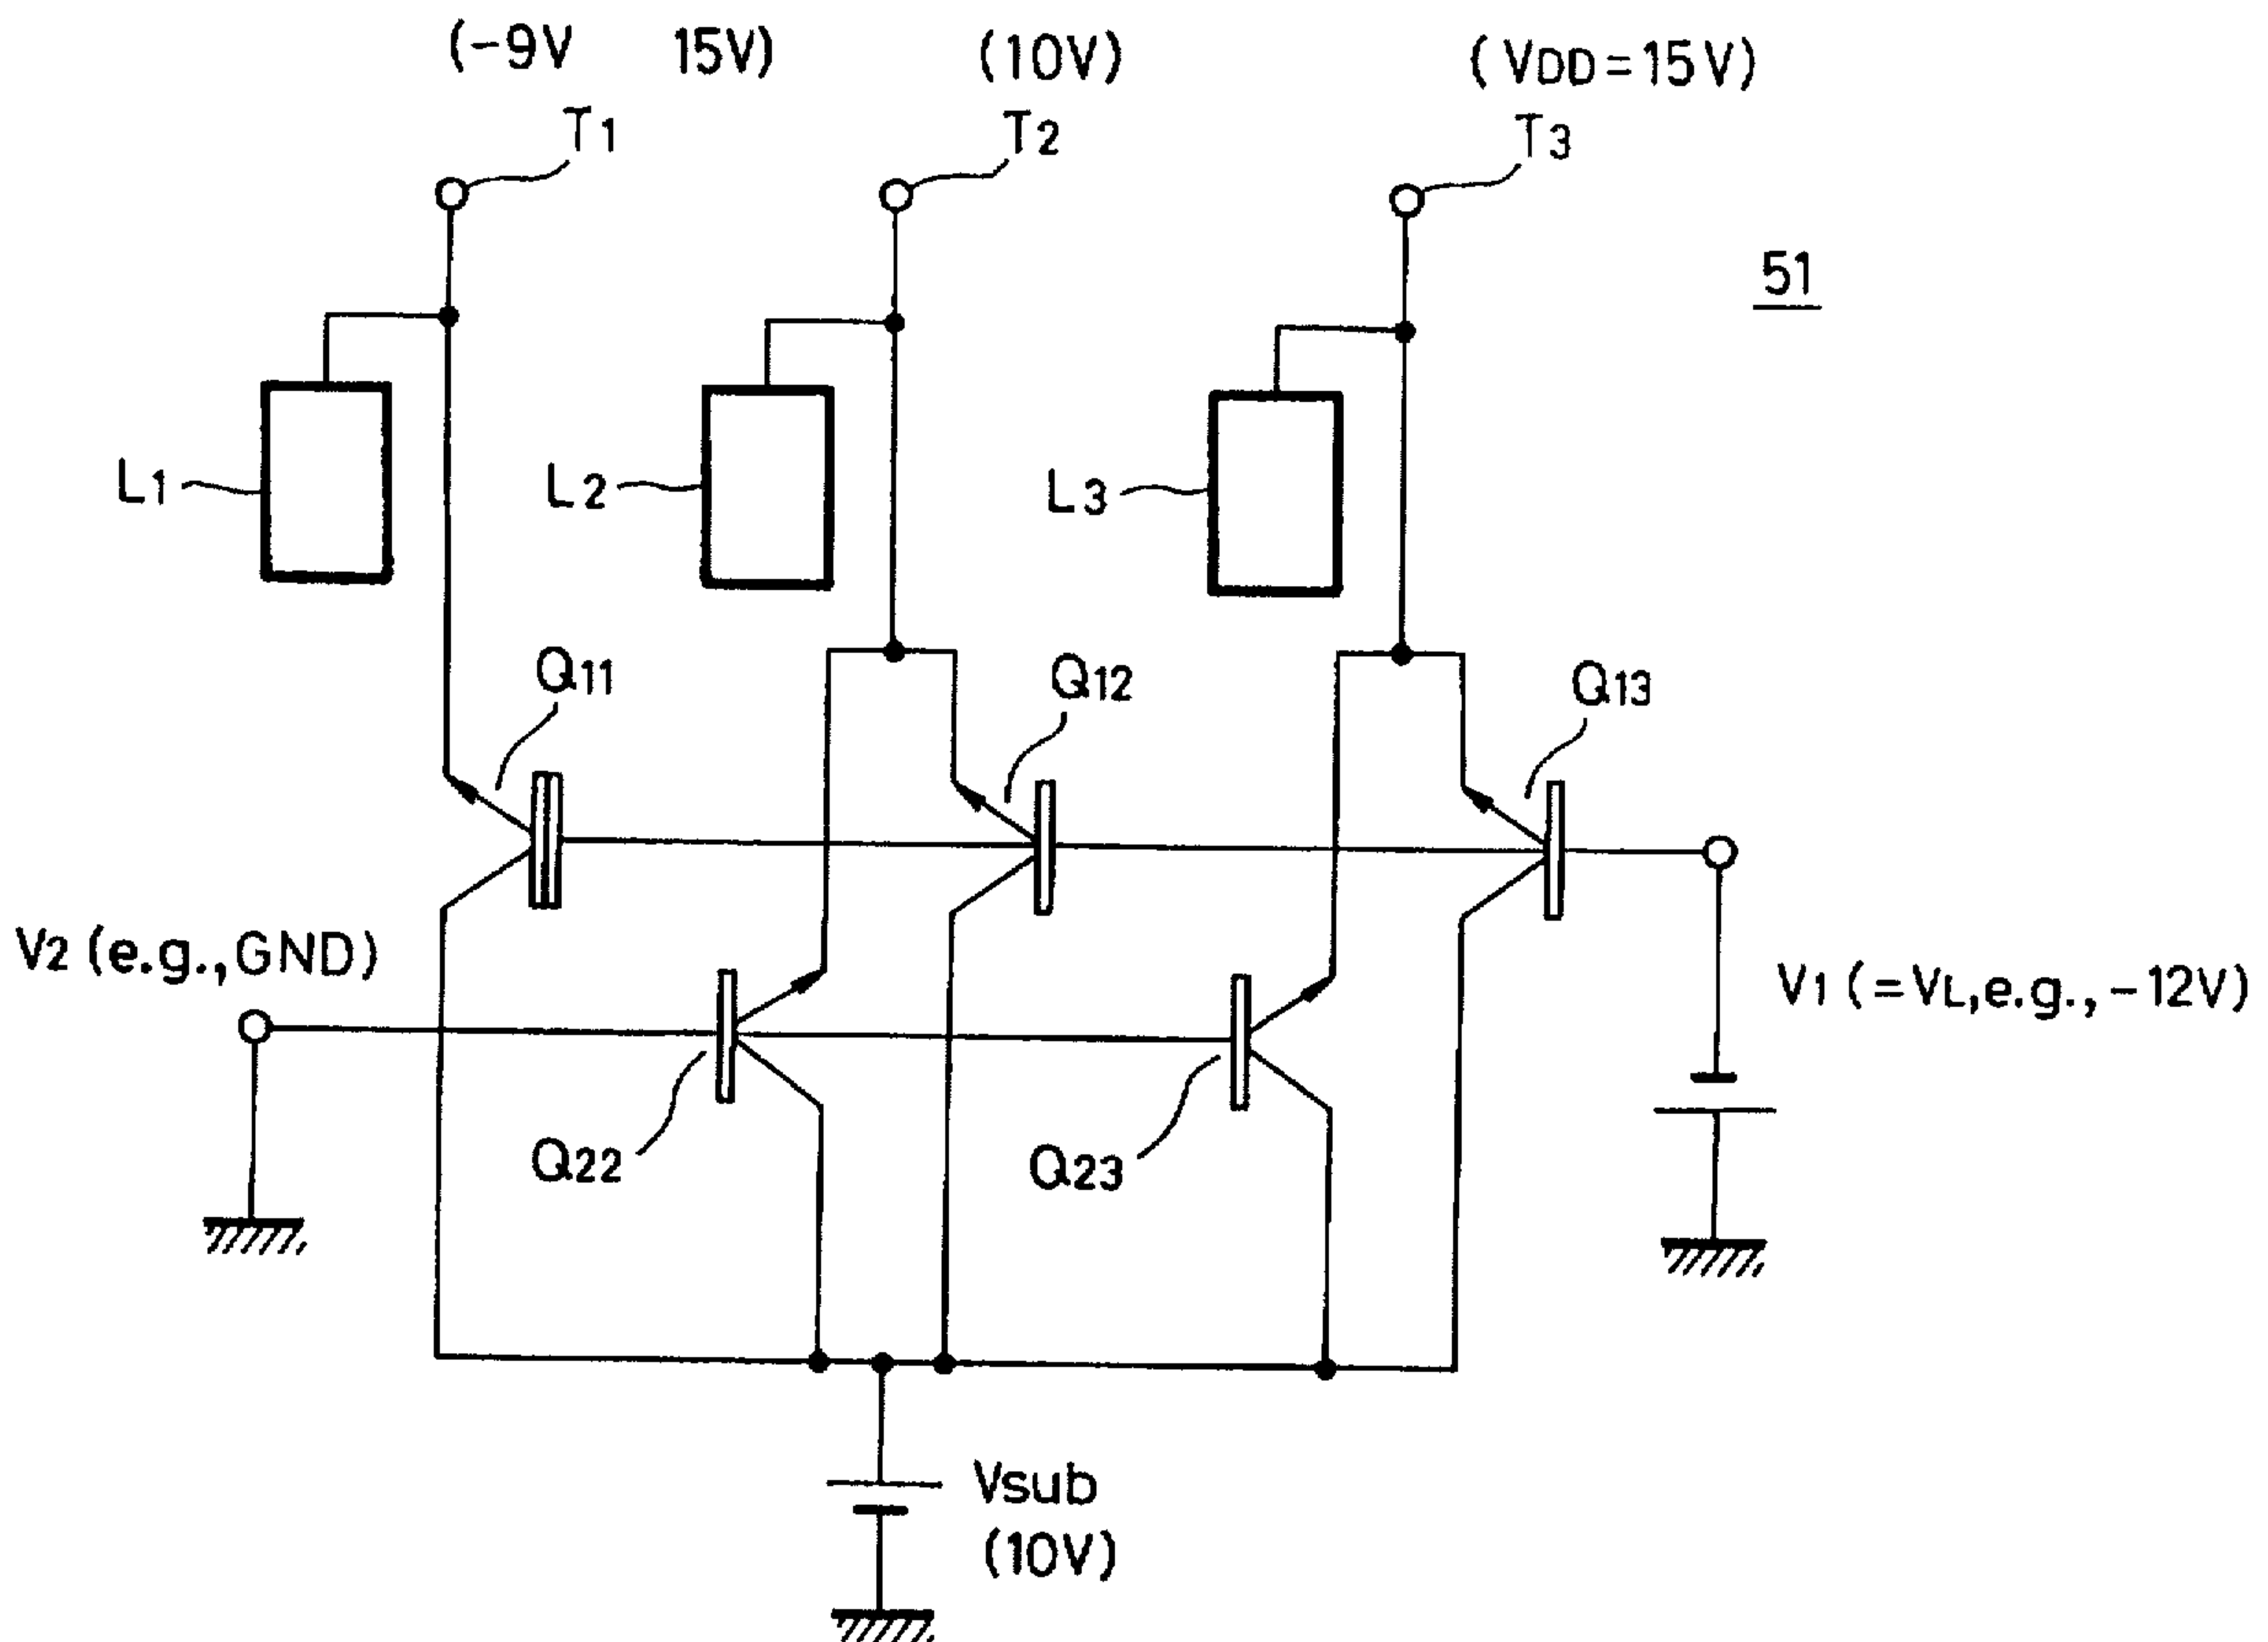 (-9V 15V) (10V) (VDD=15V)
T1 T2 T3
51
L1 L2 L3
Q11 Q12 Q13
V2 (e.g.,GND)
V1 (=VL,e.g.,-12V)
Q22 Q23
Vsub
(10V)